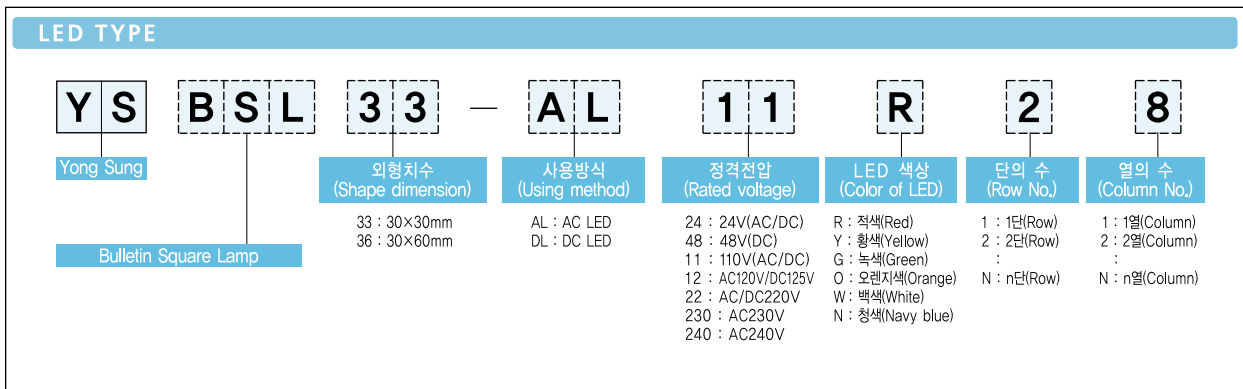 LED TYPE
YS BSL 33 — AL 11 R 2 8
Yong Sung
Bulletin Square Lamp
외형치수
(Shape dimension)
33 : 30×30mm
36 : 30×60mm
사용방식
(Using method)
AL : AC LED
DL : DC LED
정격전압
(Rated voltage)
24 : 24V(AC/DC)
48 : 48V(DC)
11 : 110V(AC/DC)
12 : AC120V/DC125V
22 : AC/DC220V
230 : AC230V
240 : AC240V
LED 색상
(Color of LED)
R : 적색(Red)
Y : 황색(Yellow)
G : 녹색(Green)
O : 오렌지색(Orange)
W : 백색(White)
N : 청색(Navy blue)
단의 수
(Row No.)
1 : 1단(Row)
2 : 2단(Row)
:
N : n단(Row)
열의 수
(Column No.)
1 : 1열(Column)
2 : 2열(Column)
:
N : n열(Column)